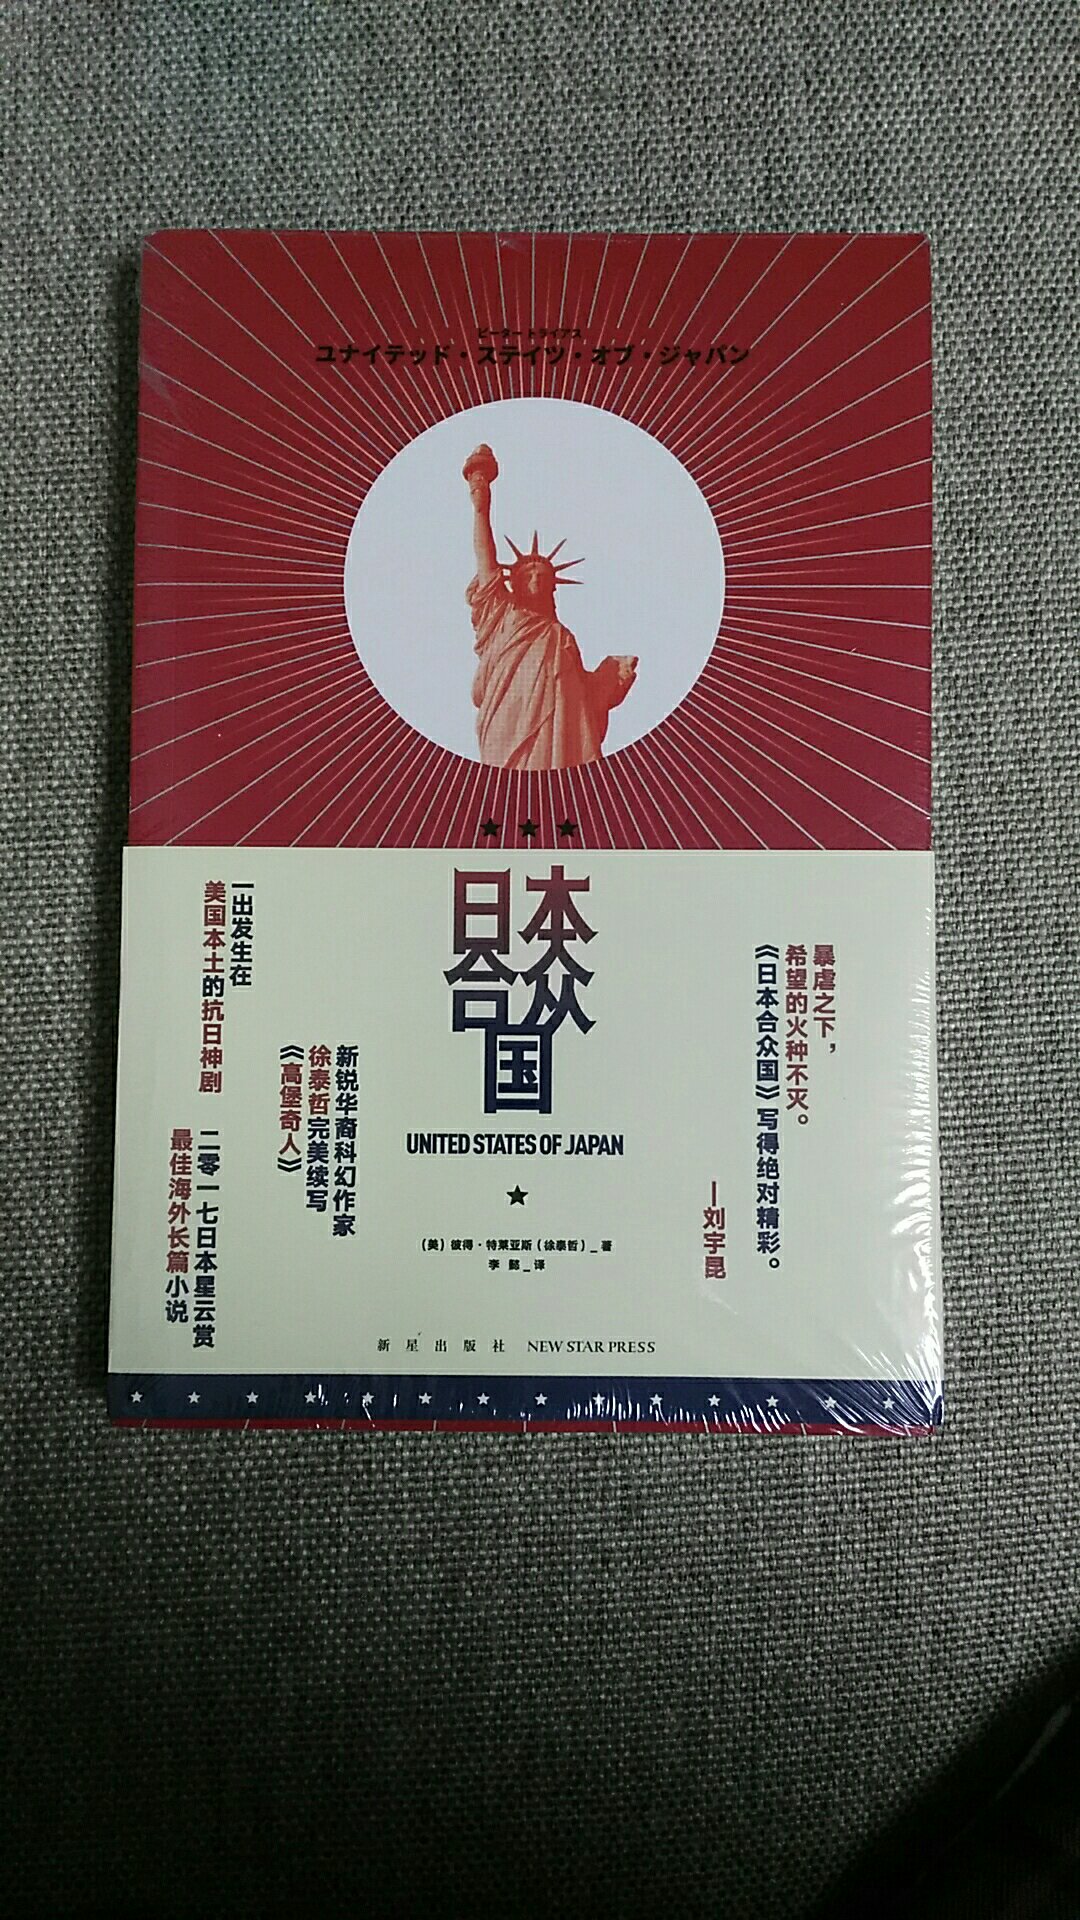 ピーター トライアス
ユナイテッド・ステイツ・オブ・ジャパン
日本
合众
国
UNITED STATES OF JAPAN
(美) 彼得·特莱亚斯 (徐泰哲) _ 著
李 懿 _ 译
暴虐之下，
希望的火种不灭。
《日本合众国》写得绝对精彩。
—刘宇昆
新锐华裔科幻作家
徐泰哲完美续写
《高堡奇人》
一出发生在
美国本土的抗日神剧
二零一七日本星云赏
最佳海外长篇小说
新星出版社 NEW STAR PRESS